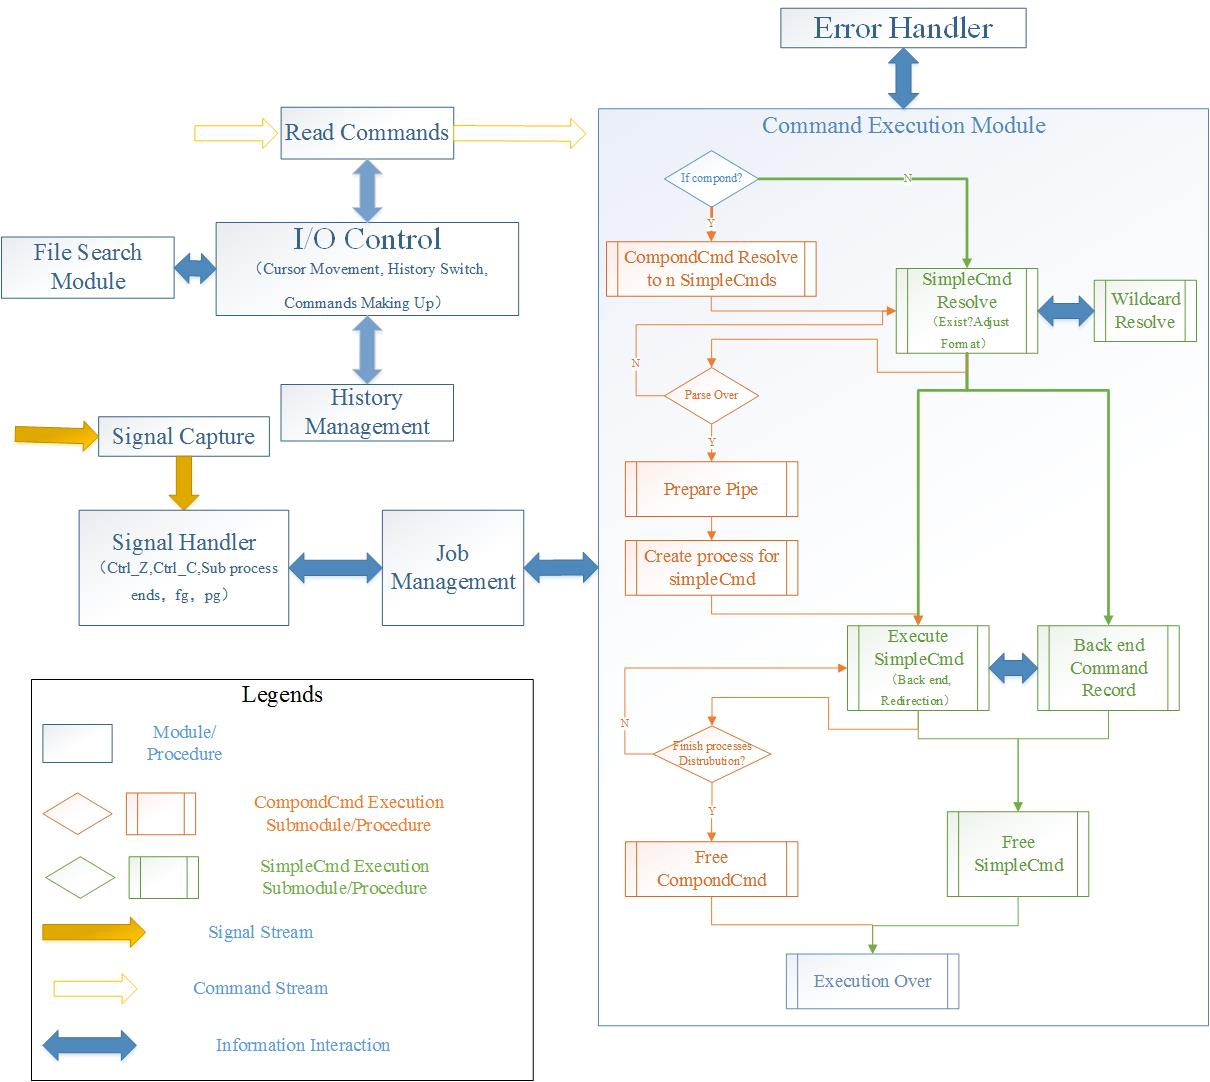 Error Handler
Read Commands
Command Execution Module
If compond?
N
Y
I/O Control
（Cursor Movement, History Switch,
Commands Making Up）
File Search
Module
CompondCmd Resolve
to n SimpleCmds
SimpleCmd
Resolve
（Exist?Adjust
Format）
Wildcard
Resolve
N
Parse Over
Y
History
Management
Signal Capture
Prepare Pipe
Signal Handler
（Ctrl_Z,Ctrl_C,Sub process
ends，fg，pg）
Job
Management
Create process for
simpleCmd
Execute
SimpleCmd
（Back end,
Redirection）
Back end
Command
Record
N
Finish processes
Distrubution?
Y
Free
CompondCmd
Free
SimpleCmd
Execution Over
Legends
Module/
Procedure
CompondCmd Execution
Submodule/Procedure
SimpleCmd Execution
Submodule/Procedure
Signal Stream
Command Stream
Information Interaction